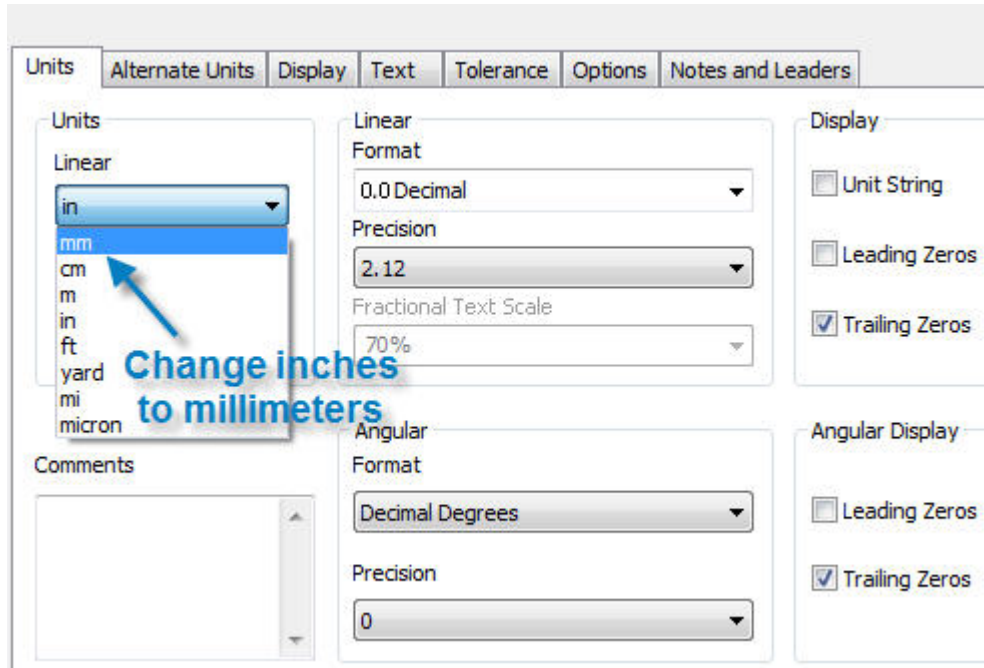 Units Alternate Units Display Text Tolerance Options Notes and Leaders
Units
Linear
in
mm
cm
m
in
ft
yard
mi
micron
Change inches
to millimeters
Comments
Linear
Format
0.0 Decimal
Precision
2.12
Fractional Text Scale
70%
Angular
Format
Decimal Degrees
Precision
0
Display
Unit String
Leading Zeros
Trailing Zeros
Angular Display
Leading Zeros
Trailing Zeros